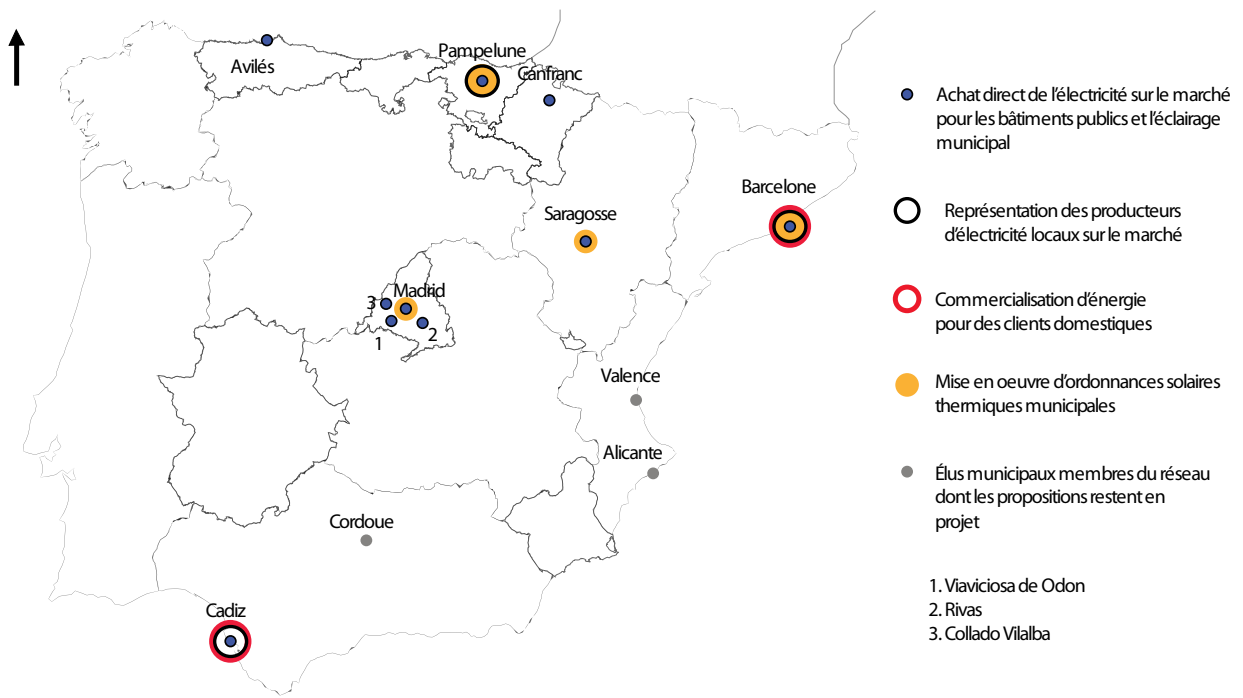 Avilés
Pampelune
Canfranc
Barcelone
Saragosse
3
Madrid
1
2
Valence
Alicante
Cordoue
Cadiz
Achat direct de l'électricité sur le marché
pour les bâtiments publics et l'éclairage
municipal
Représentation des producteurs
d'électricité locaux sur le marché
Commercialisation d'énergie
pour des clients domestiques
Mise en oeuvre d'ordonnances solaires
thermiques municipales
Élus municipaux membres du réseau
dont les propositions restent en
projet
1. Viaviciosa de Odon
2. Rivas
3. Collado Vilalba